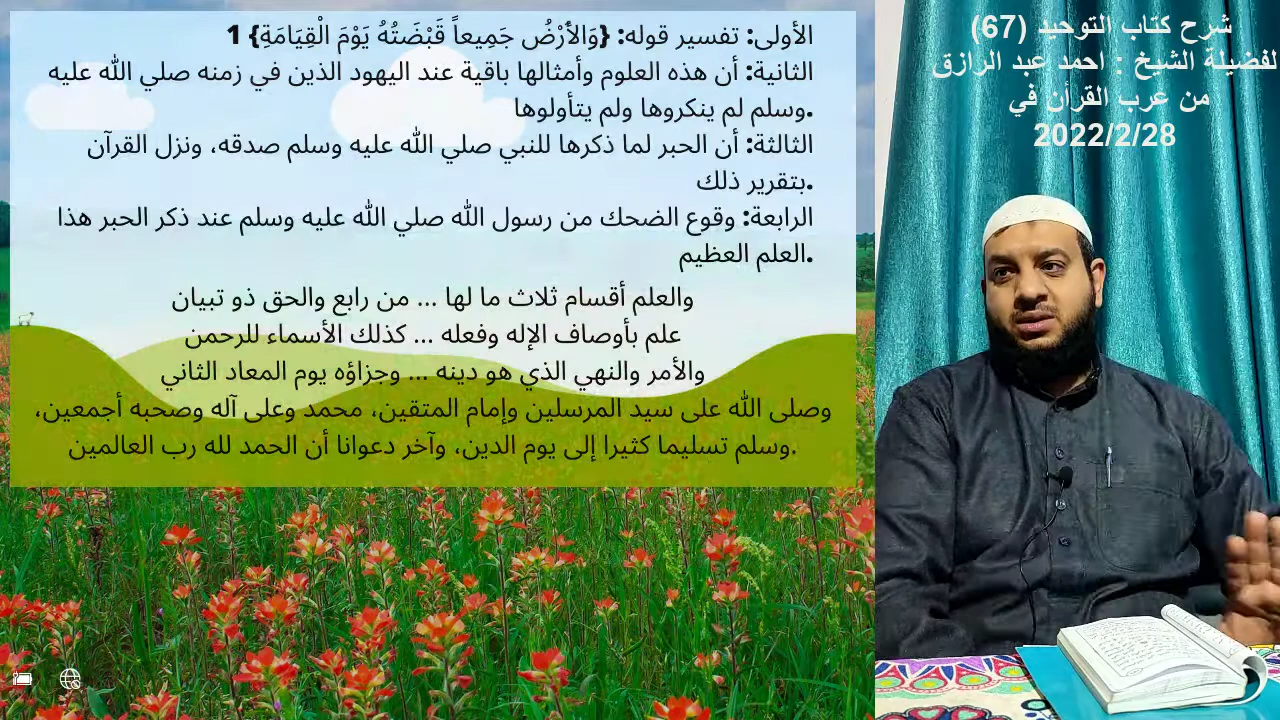 شرح كتاب التوحيد (67)
لفضيلة الشيخ : احمد عبد الرازق
من عرب القرأن في
2022/2/28
الأولى: تفسير قوله: {وَالأَرْضُ جَمِيعاً قَبْضَتُهُ يَوْمَ الْقِيَامَةِ} 1
الثانية: أن هذه العلوم وأمثالها باقية عند اليهود الذين في زمنه صلي الله عليه
وسلم لم ينكروها ولم يتأولوها.
الثالثة: أن الحبر لما ذكرها للنبي صلي الله عليه وسلم صدقه، ونزل القرآن
بتقرير ذلك.
الرابعة: وقوع الضحك من رسول الله صلي الله عليه وسلم عند ذكر الحبر هذا
العلم العظيم.
والعلم أقسام ثلاث ما لها ... من رابع والحق ذو تبيان
علم بأوصاف الإله وفعله ... كذلك الأسماء للرحمن
والأمر والنهي الذي هو دينه ... وجزاؤه يوم المعاد الثاني
وصلى الله على سيد المرسلين وإمام المتقين، محمد وعلى آله وصحبه أجمعين،
وسلم تسليما كثيرا إلى يوم الدين، وآخر دعوانا أن الحمد لله رب العالمين.